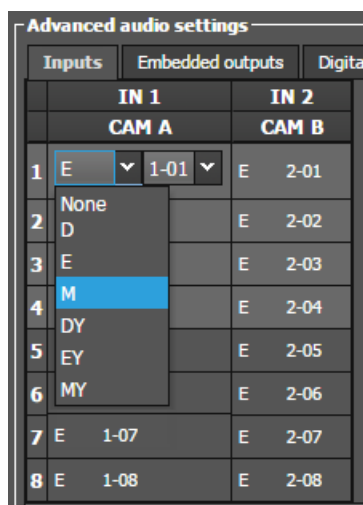 Advanced audio settings
Inputs Embedded outputs Digita
IN 1 IN 2
CAM A CAM B
1 E 1-01 E 2-01
None
2 E 2-02
D
3 E E 2-03
4 M E 2-04
DY
5 EY E 2-05
6 MY E 2-06
7 E 1-07 E 2-07
8 E 1-08 E 2-08